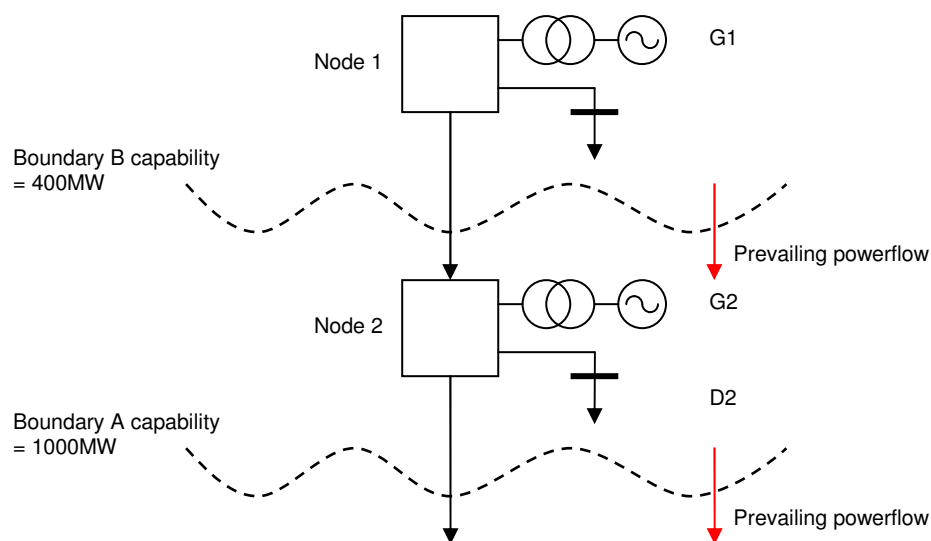 G1
Node 1
Boundary B capability
= 400MW
Prevailing powerflow
G2
Node 2
D2
Boundary A capability
= 1000MW
Prevailing powerflow